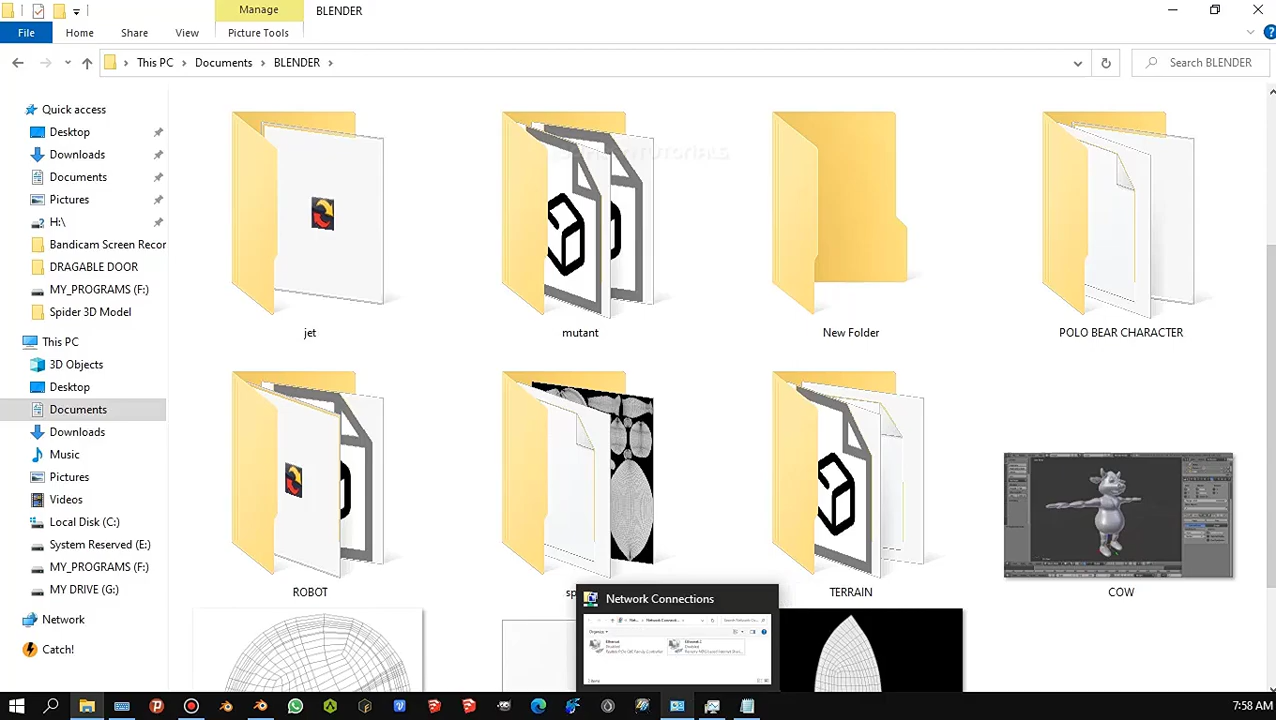 Manage
BLENDER
File
Home
Share
View
Picture Tools
This PC
Documents
BLENDER
Search BLENDER
Quick access
Desktop
Downloads
Documents
Pictures
H:\
Bandicam Screen Recor
DRAGABLE DOOR
MY_PROGRAMS (F:)
Spider 3D Model
This PC
3D Objects
Desktop
Documents
Downloads
Music
Pictures
Videos
Local Disk (C:)
System Reserved (E:)
MY_PROGRAMS (F:)
MY DRIVE (G:)
Network
Catch!
jet
mutant
New Folder
POLO BEAR CHARACTER
ROBOT
sp
TERRAIN
COW
Network Connections
7:58 AM